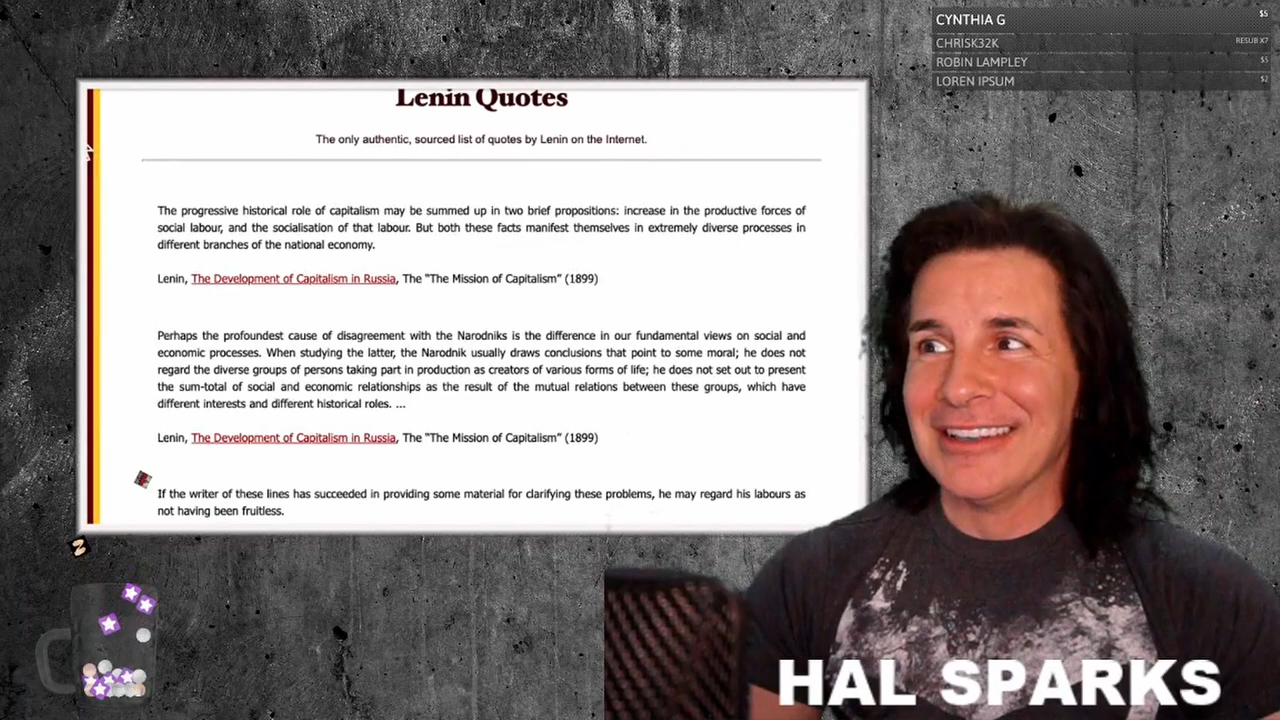 CYNTHIA G $5
CHRISK32K RESUB X7
ROBIN LAMPLEY $5
LOREN IPSUM $2
Lenin Quotes
The only authentic, sourced list of quotes by Lenin on the Internet.
The progressive historical role of capitalism may be summed up in two brief propositions: increase in the productive forces of
social labour, and the socialisation of that labour. But both these facts manifest themselves in extremely diverse processes in
different branches of the national economy.
Lenin, The Development of Capitalism in Russia, The “The Mission of Capitalism” (1899)
Perhaps the profoundest cause of disagreement with the Narodniks is the difference in our fundamental views on social and
economic processes. When studying the latter, the Narodnik usually draws conclusions that point to some moral; he does not
regard the diverse groups of persons taking part in production as creators of various forms of life; he does not set out to present
the sum-total of social and economic relationships as the result of the mutual relations between these groups, which have
different interests and different historical roles. ...
Lenin, The Development of Capitalism in Russia, The “The Mission of Capitalism” (1899)
If the writer of these lines has succeeded in providing some material for clarifying these problems, he may regard his labours as
not having been fruitless.
HAL SPARKS